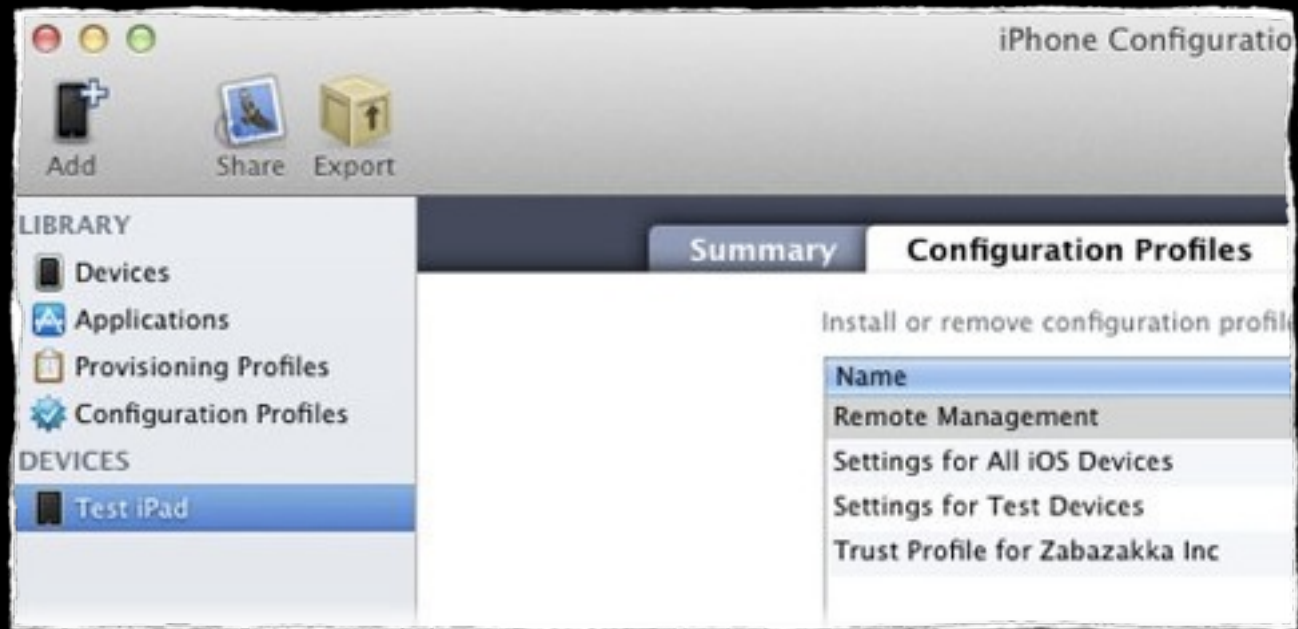 iPhone Configuratio
Add Share Export
LIBRARY
Devices
Applications
Provisioning Profiles
Configuration Profiles
DEVICES
Test iPad
Summary Configuration Profiles
Install or remove configuration profil
Name
Remote Management
Settings for All iOS Devices
Settings for Test Devices
Trust Profile for Zabazakka Inc